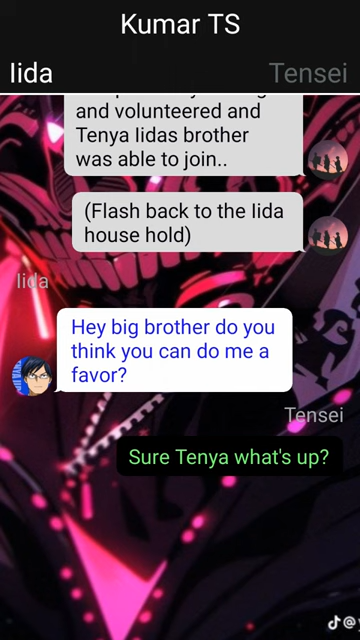 Kumar TS
Iida
Tensei
and volunteered and
Tenya Iidas brother
was able to join..
(Flash back to the Iida
house hold)
Iida
Hey big brother do you
think you can do me a
favor?
Tensei
Sure Tenya what's up?
@